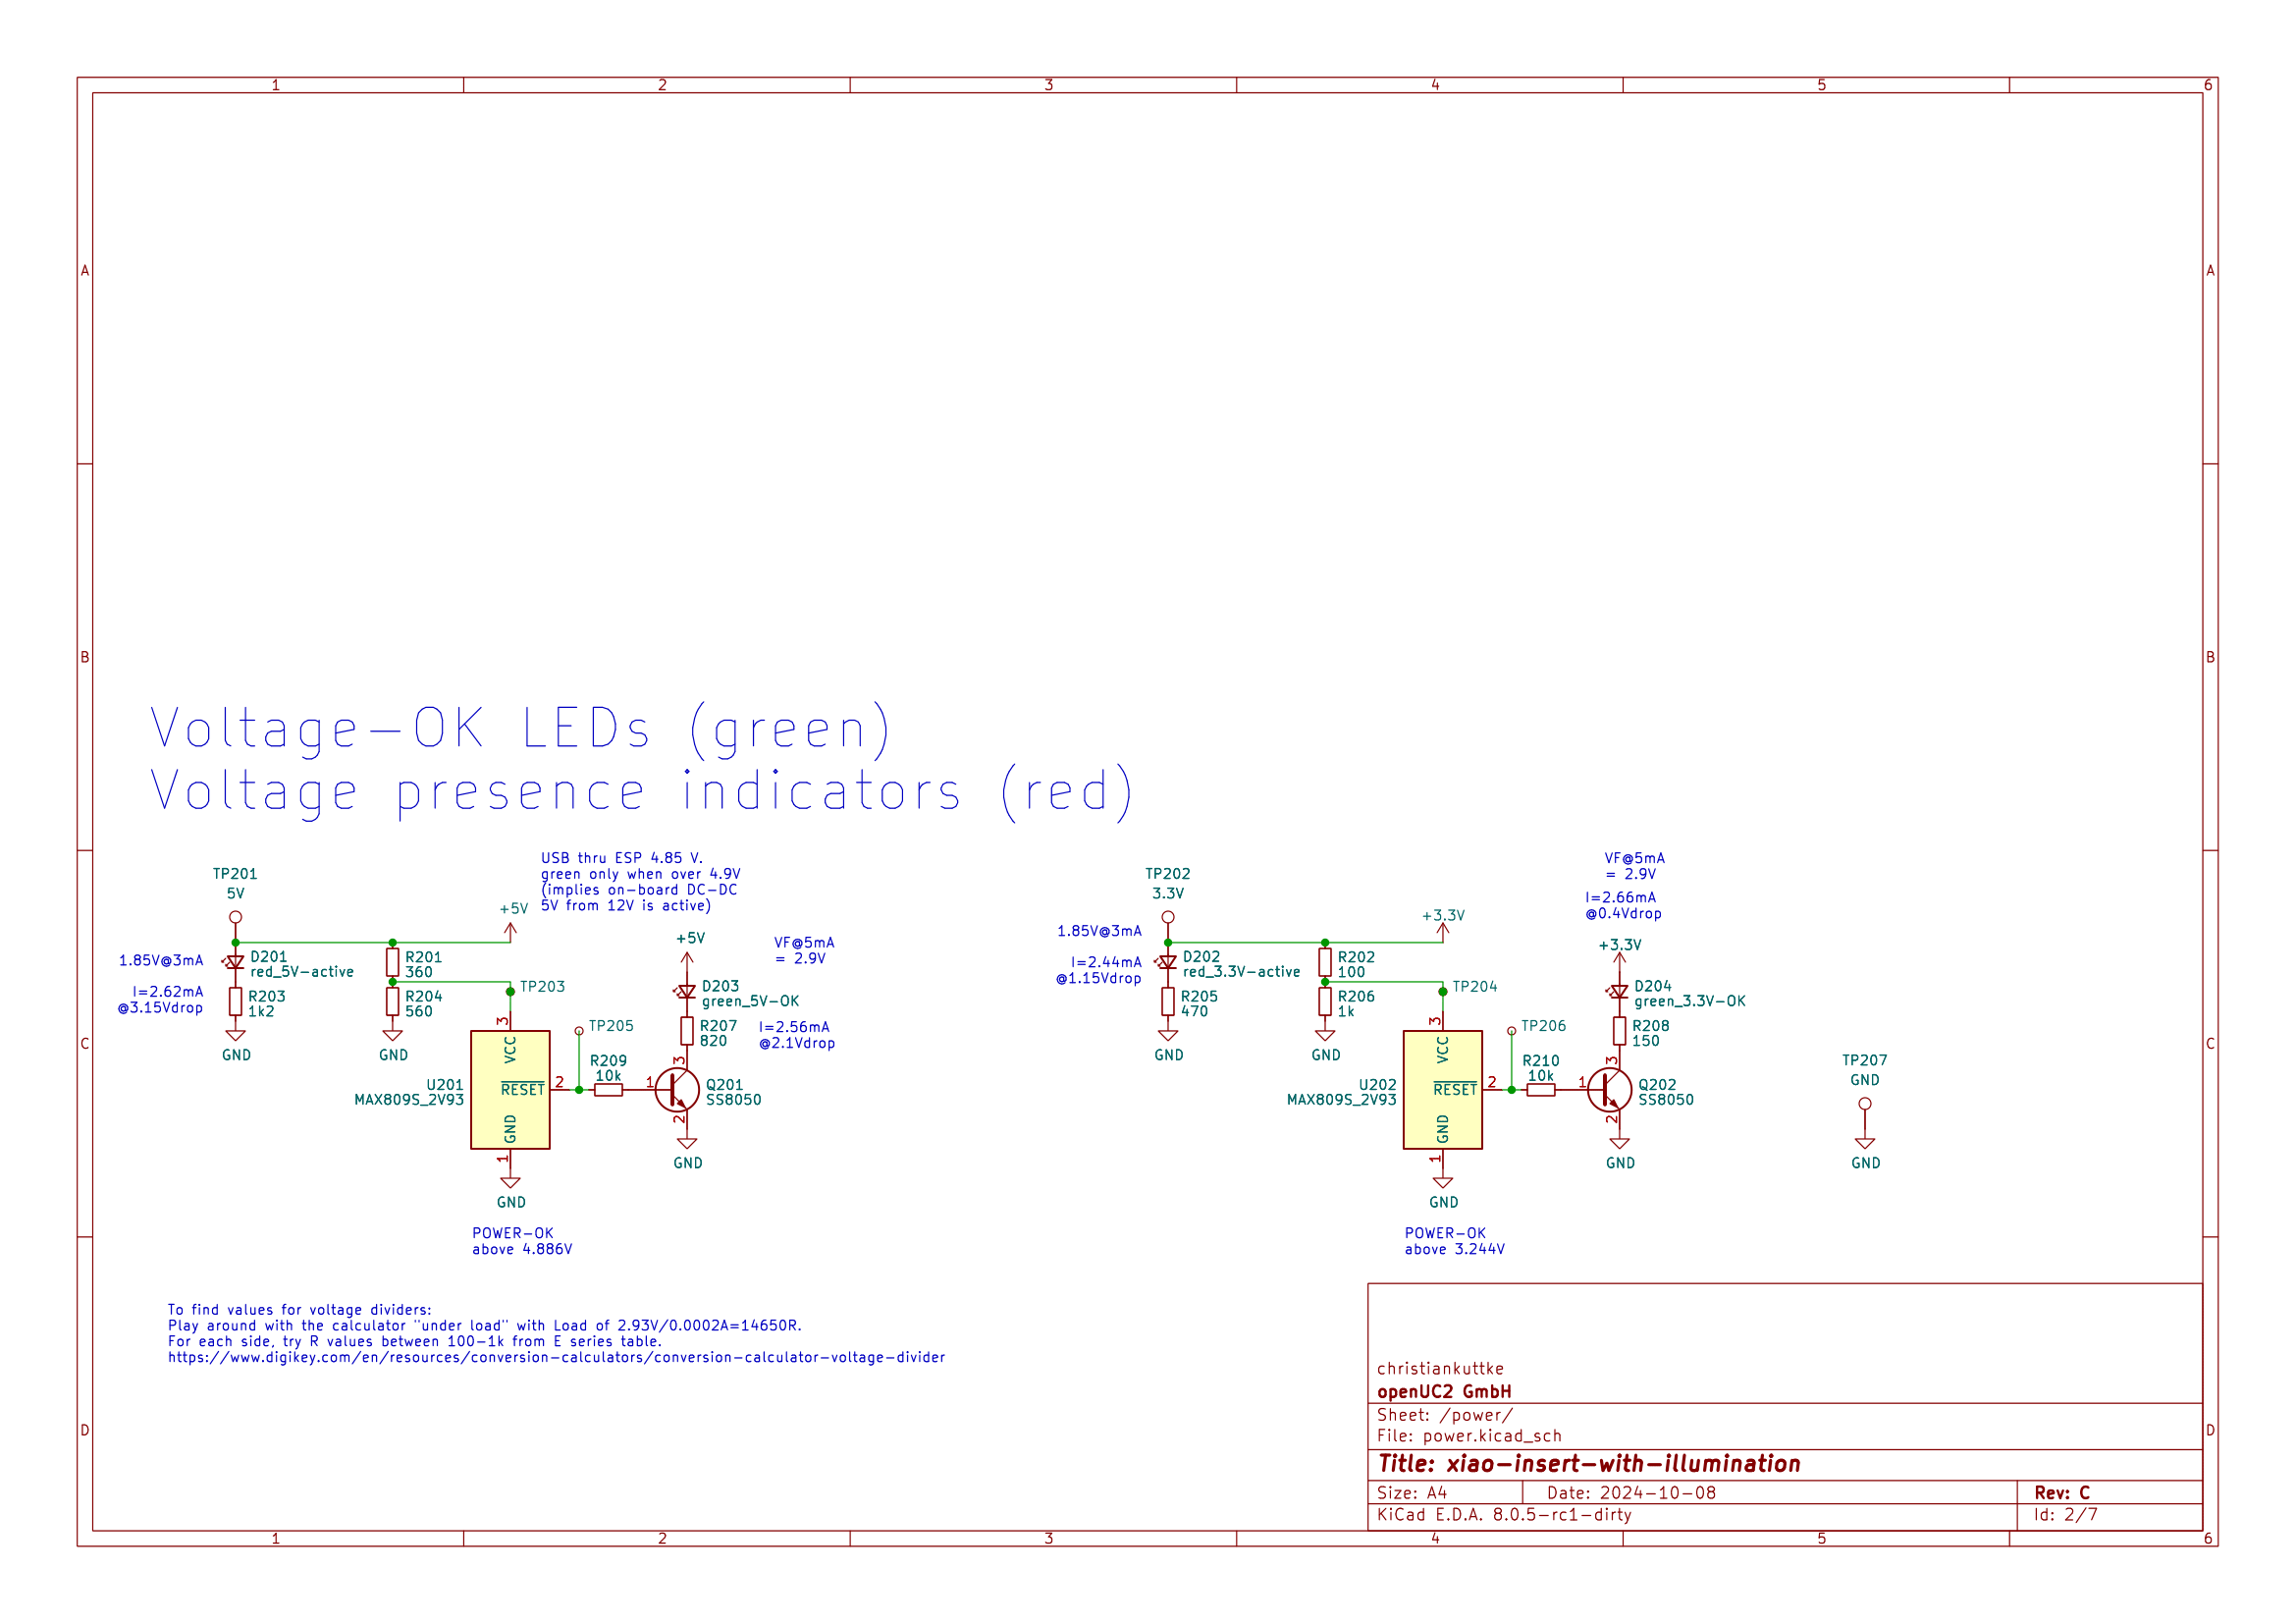 1 2 3 4 5 6
A A
B B
Voltage-OK LEDs (green)
Voltage presence indicators (red)
TP201
5V
1.85V@3mA
I=2.62mA
@3.15Vdrop
D201
red_5V-active
R203
1k2
GND
R201
360
R204
560
GND
USB thru ESP 4.85 V.
green only when over 4.9V
(implies on-board DC-DC
5V from 12V is active)
+5V
TP203
3
VCC
RESET
GND
2
1
U201
MAX809S_2V93
GND
POWER-OK
above 4.886V
TP205
R209
10k
+5V
VF@5mA
= 2.9V
D203
green_5V-OK
R207
820
I=2.56mA
@2.1Vdrop
3
1
2
Q201
SS8050
GND
TP202
3.3V
1.85V@3mA
I=2.44mA
@1.15Vdrop
D202
red_3.3V-active
R205
470
GND
R202
100
R206
1k
GND
+3.3V
TP204
3
VCC
RESET
GND
2
1
U202
MAX809S_2V93
GND
POWER-OK
above 3.244V
TP206
R210
10k
VF@5mA
= 2.9V
I=2.66mA
@0.4Vdrop
+3.3V
D204
green_3.3V-OK
R208
150
3
1
2
Q202
SS8050
GND
TP207
GND
GND
C C
To find values for voltage dividers:
Play around with the calculator "under load" with Load of 2.93V/0.0002A=14650R.
For each side, try R values between 100-1k from E series table.
https://www.digikey.com/en/resources/conversion-calculators/conversion-calculator-voltage-divider
christiankuttke
openUC2 GmbH
Sheet: /power/
File: power.kicad_sch
Title: xiao-insert-with-illumination
Size: A4 Date: 2024-10-08 Rev: C
KiCad E.D.A. 8.0.5-rc1-dirty Id: 2/7
D D
1 2 3 4 5 6